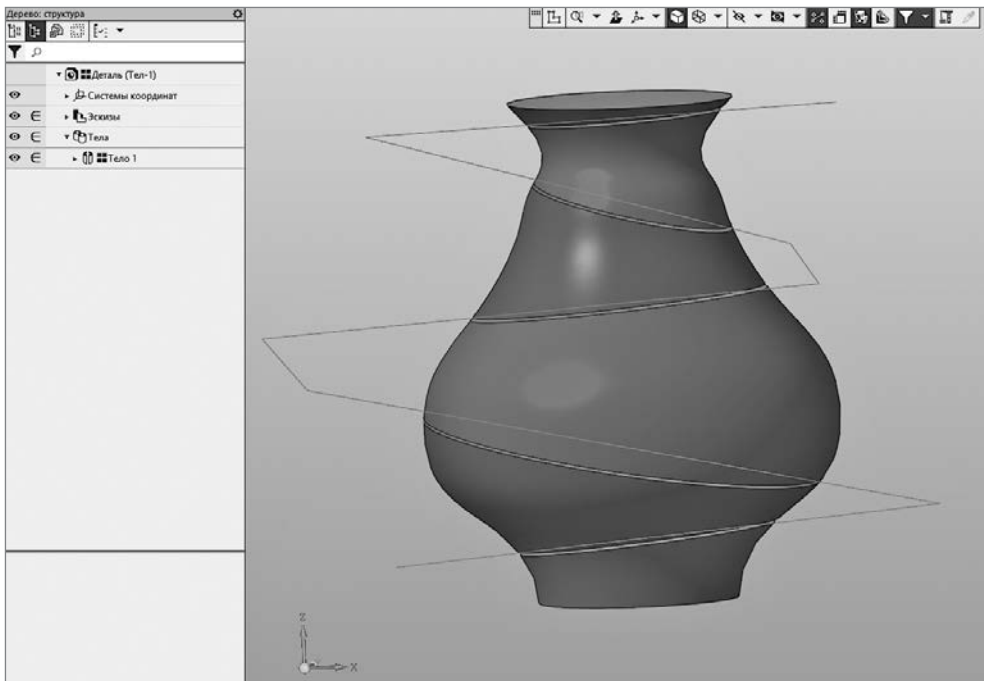 Дерево: структура
Деталь (Тел-1)
Системы координат
Эскизы
Тела
Тело 1
Z
X